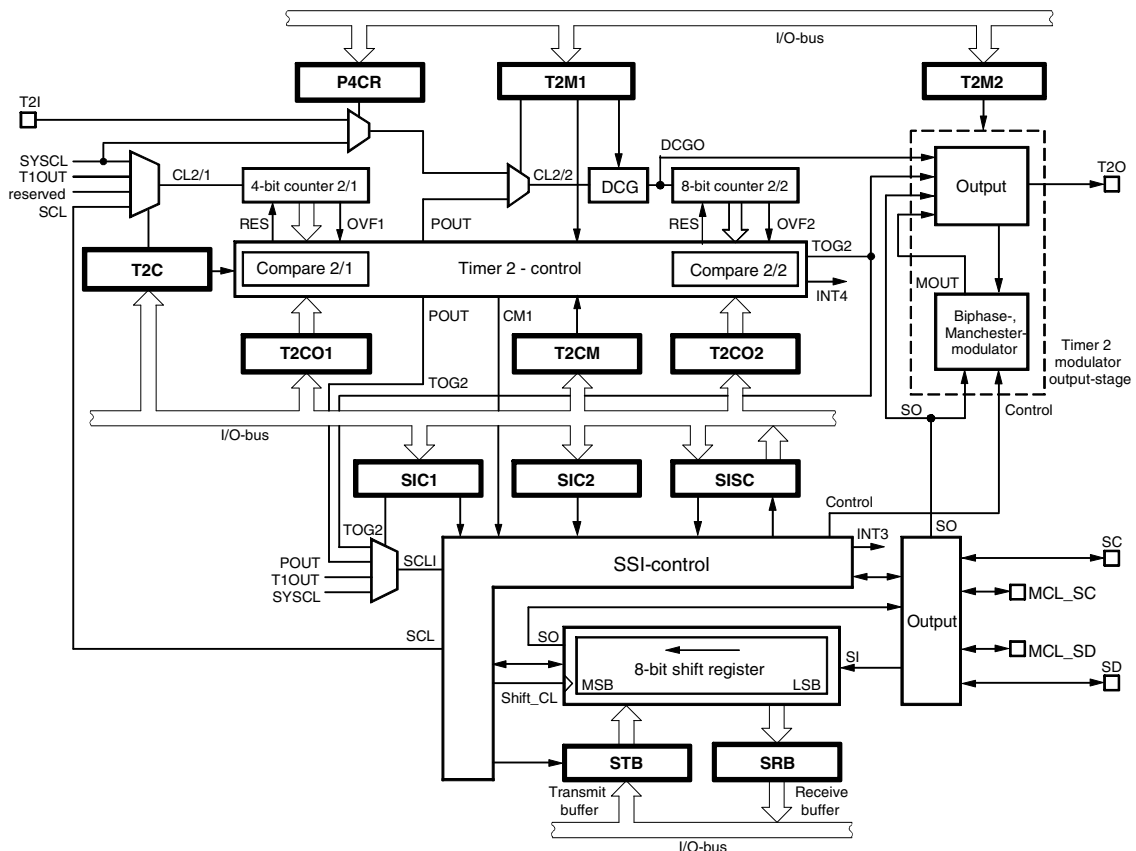 I/O-bus
P4CR
T2M1
T2M2
T2I
SYSCL
T1OUT
reserved
SCL
CL2/1
4-bit counter 2/1
CL2/2
DCG
DCGO
8-bit counter 2/2
Output
T2O
RES
OVF1
POUT
RES
OVF2
TOG2
T2C
Compare 2/1
Timer 2 - control
Compare 2/2
INT4
MOUT
Biphase-,
Manchester-
modulator
Timer 2
modulator
output-stage
POUT
CM1
T2CO1
T2CM
T2CO2
TOG2
I/O-bus
SO
Control
SIC1
SIC2
SISC
Control
TOG2
POUT
T1OUT
SYSCL
SCLI
SSI-control
INT3
SO
SC
MCL_SC
Output
MCL_SD
SD
SCL
SO
8-bit shift register
MSB
LSB
SI
Shift_CL
STB
SRB
Transmit
buffer
Receive
buffer
I/O-bus